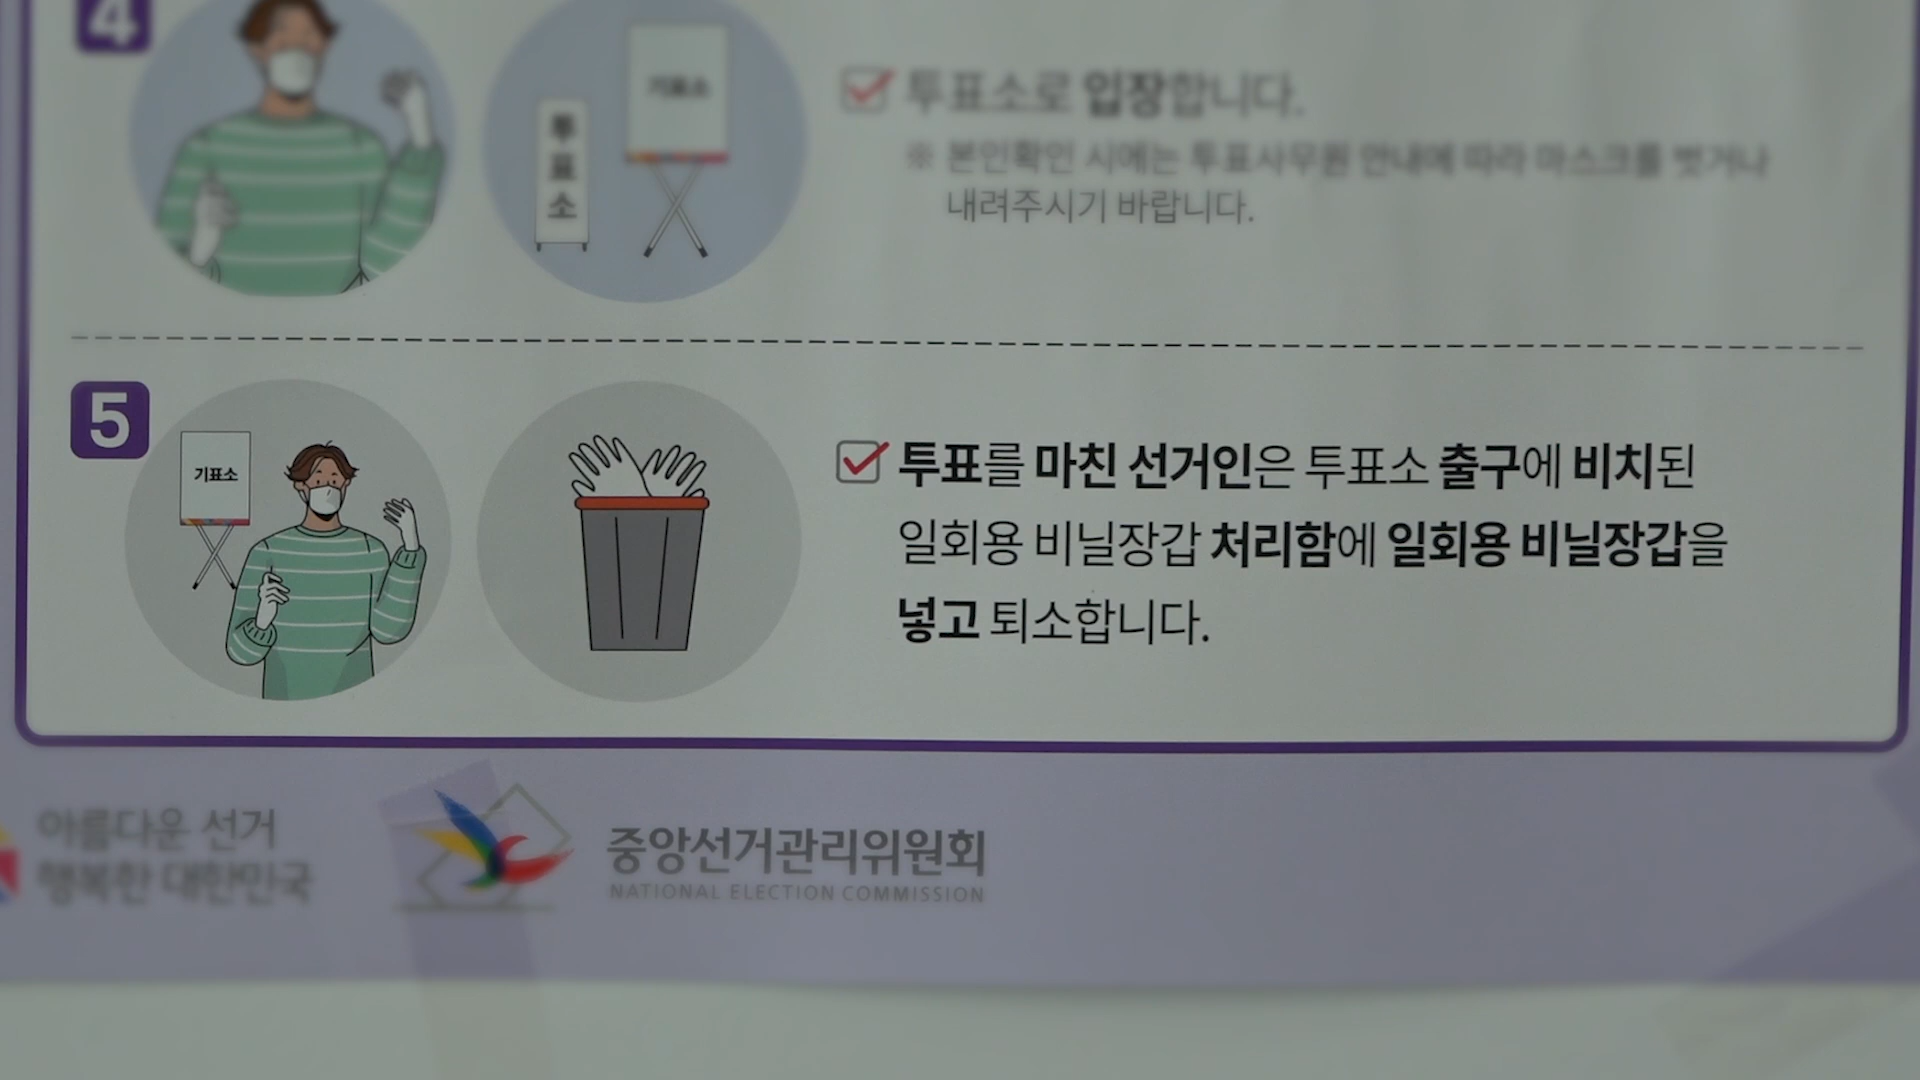 4
기표소
투
표
소
투표소로 입장합니다.
※ 본인확인 시에는 투표사무원 안내에 따라 마스크를 벗거나
내려주시기 바랍니다.
5
기표소
투표를 마친 선거인은 투표소 출구에 비치된
일회용 비닐장갑 처리함에 일회용 비닐장갑을
넣고 퇴소합니다.
아름다운 선거
행복한 대한민국
중앙선거관리위원회
NATIONAL ELECTION COMMISSION